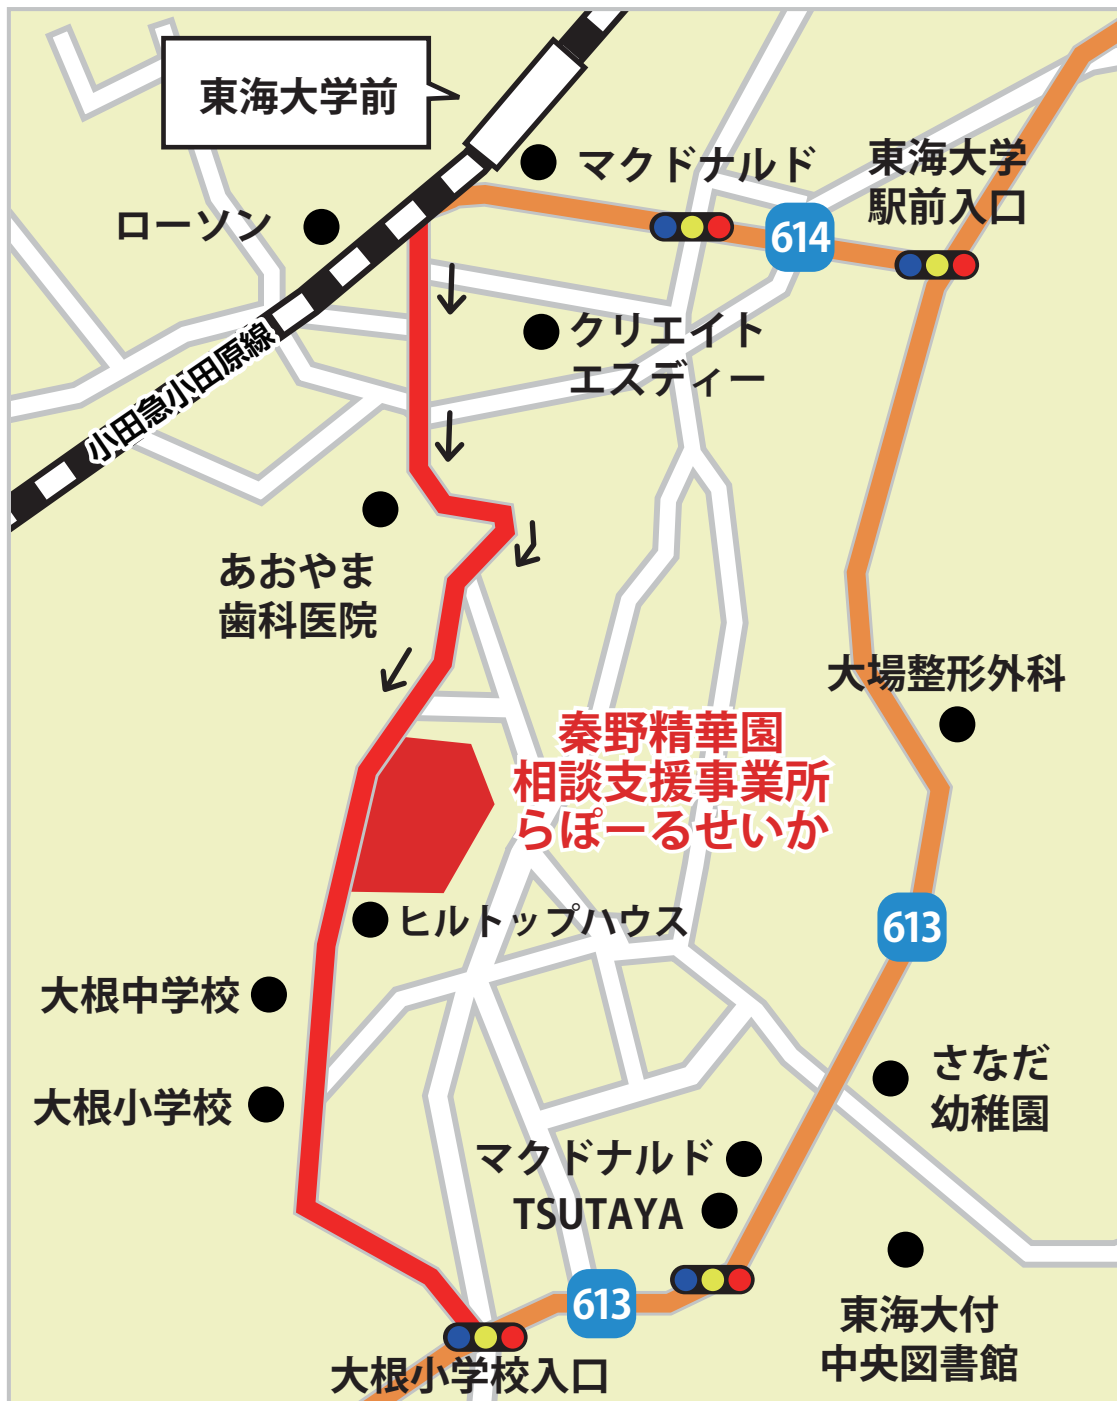 東海大学前
マクドナルド
東海大学
駅前入口
ローソン
614
クリエイト
エスディー
小田急小田原線
あおやま
歯科医院
大場整形外科
秦野精華園
相談支援事業所
らぽーるせいか
ヒルトップハウス
613
大根中学校
さなだ
幼稚園
大根小学校
マクドナルド
TSUTAYA
613
東海大付
中央図書館
大根小学校入口